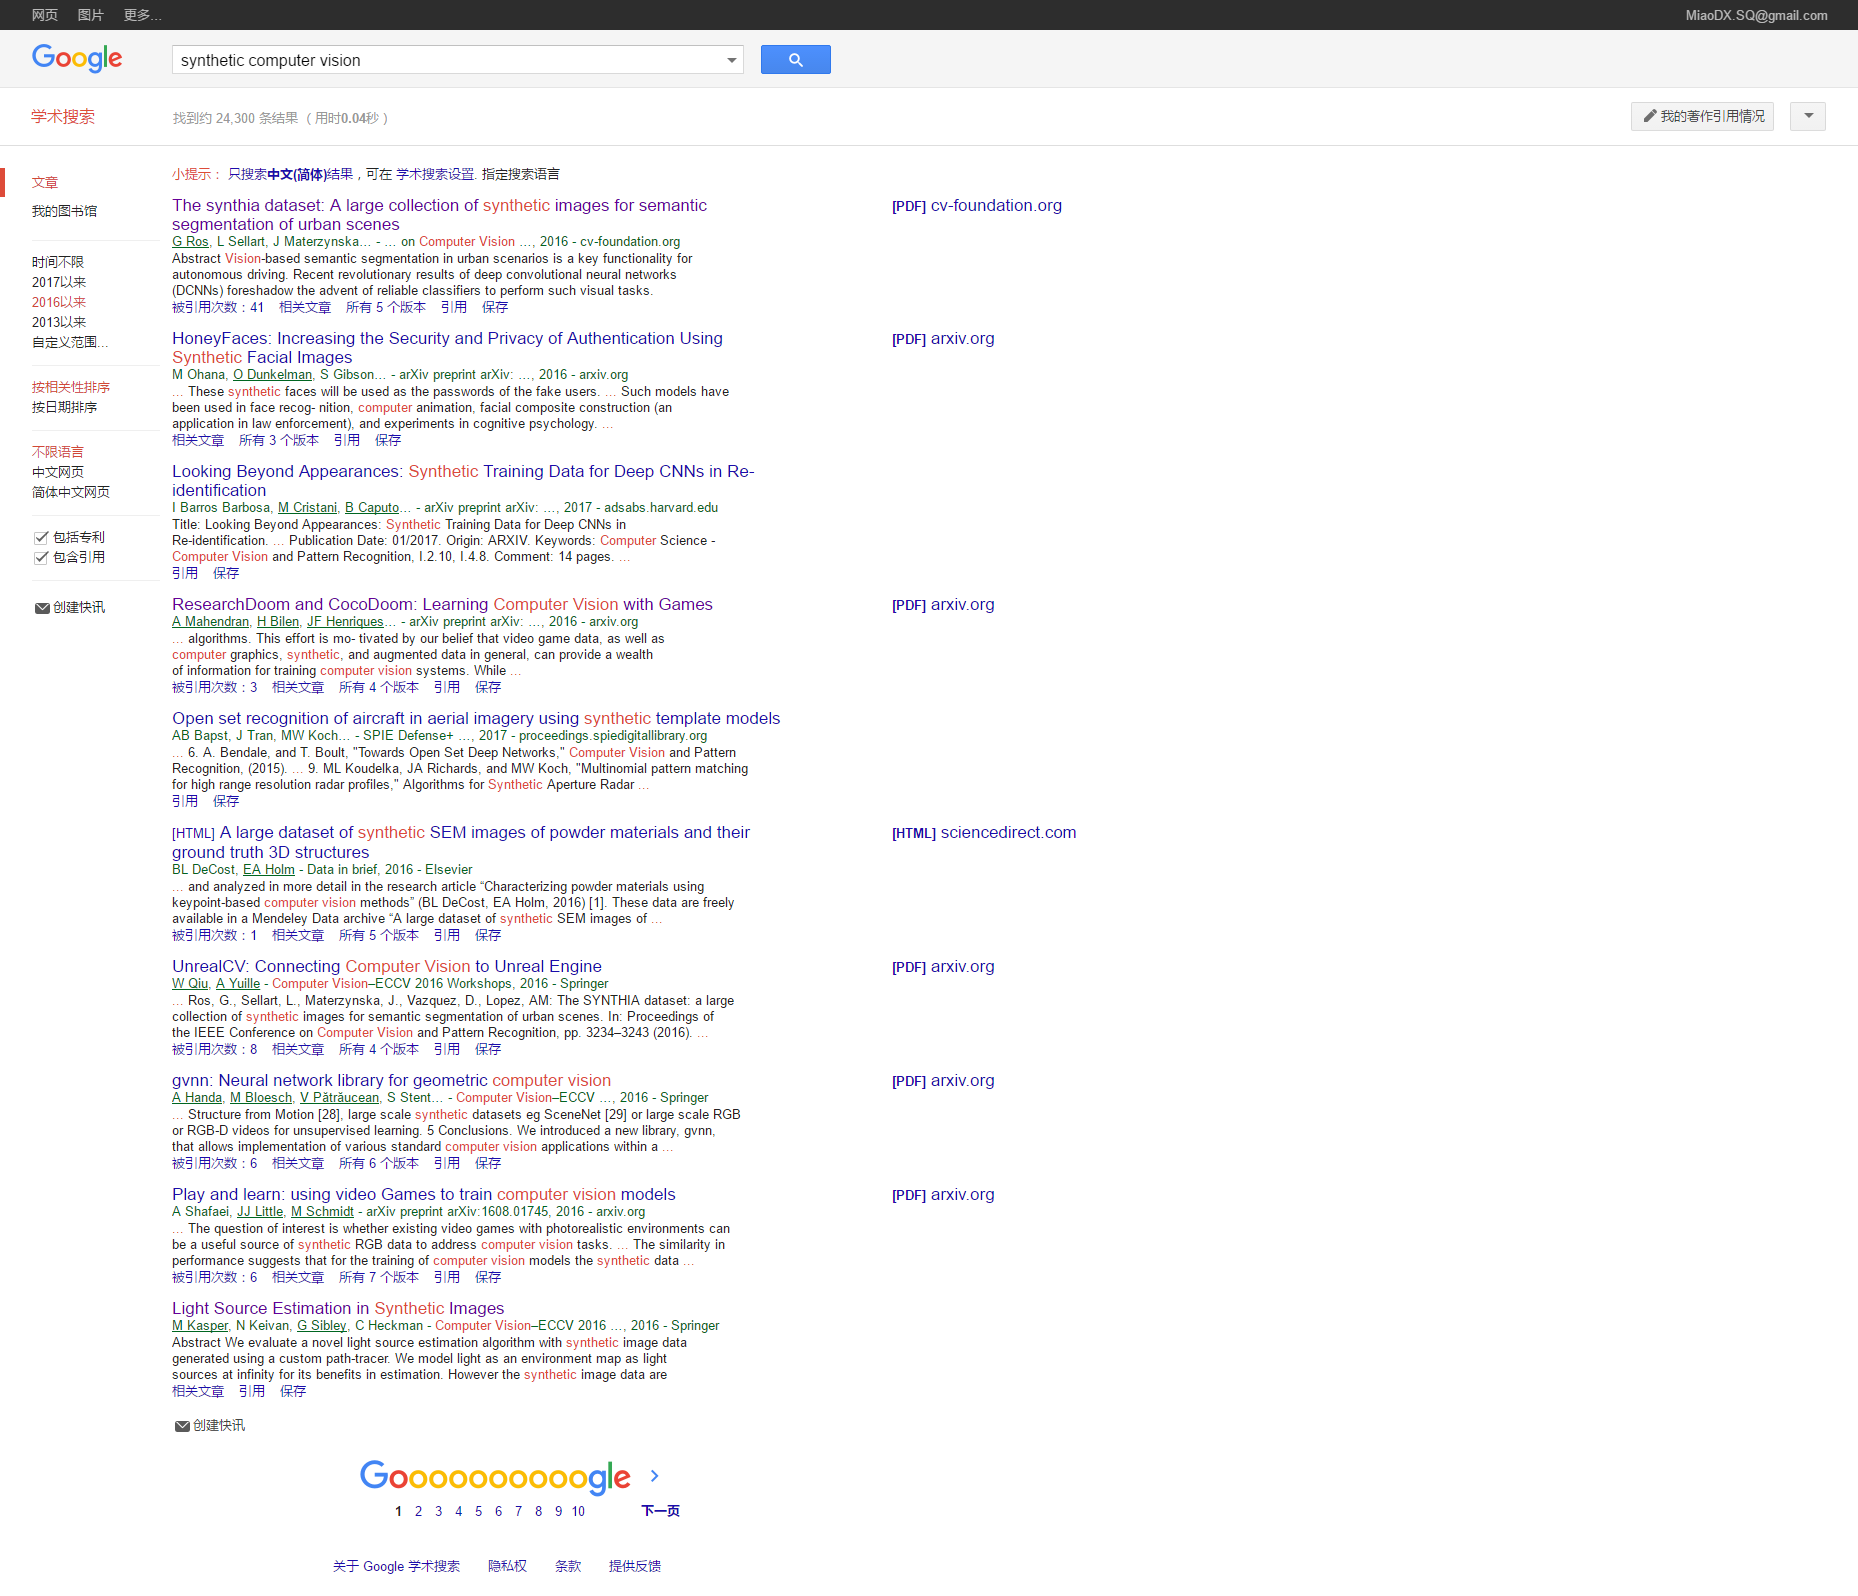 网页 图片 更多... MiaoDX.SQ@gmail.com
Google synthetic computer vision
学术搜索 找到约 24,300 条结果 （用时0.04秒） 我的著作引用情况
文章
我的图书馆
时间不限
2017以来
2016以来
2013以来
自定义范围...
按相关性排序
按日期排序
不限语言
中文网页
简体中文网页
包括专利
包含引用
创建快讯
小提示： 只搜索中文(简体)结果，可在 学术搜索设置. 指定搜索语言
The synthia dataset: A large collection of synthetic images for semantic
segmentation of urban scenes
[PDF] cv-foundation.org
G Ros, L Sellart, J Materzynska… - … on Computer Vision …, 2016 - cv-foundation.org
Abstract Vision-based semantic segmentation in urban scenarios is a key functionality for
autonomous driving. Recent revolutionary results of deep convolutional neural networks
(DCNNs) foreshadow the advent of reliable classifiers to perform such visual tasks.
被引用次数：41 相关文章 所有 5 个版本 引用 保存
HoneyFaces: Increasing the Security and Privacy of Authentication Using
Synthetic Facial Images
[PDF] arxiv.org
M Ohana, O Dunkelman, S Gibson… - arXiv preprint arXiv: …, 2016 - arxiv.org
... These synthetic faces will be used as the passwords of the fake users. ... Such models have
been used in face recog- nition, computer animation, facial composite construction (an
application in law enforcement), and experiments in cognitive psychology. ...
相关文章 所有 3 个版本 引用 保存
Looking Beyond Appearances: Synthetic Training Data for Deep CNNs in Re-
identification
I Barros Barbosa, M Cristani, B Caputo… - arXiv preprint arXiv: …, 2017 - adsabs.harvard.edu
Title: Looking Beyond Appearances: Synthetic Training Data for Deep CNNs in
Re-identification. ... Publication Date: 01/2017. Origin: ARXIV. Keywords: Computer Science -
Computer Vision and Pattern Recognition, I.2.10, I.4.8. Comment: 14 pages. ...
引用 保存
ResearchDoom and CocoDoom: Learning Computer Vision with Games
[PDF] arxiv.org
A Mahendran, H Bilen, JF Henriques… - arXiv preprint arXiv: …, 2016 - arxiv.org
... algorithms. This effort is mo- tivated by our belief that video game data, as well as
computer graphics, synthetic, and augmented data in general, can provide a wealth
of information for training computer vision systems. While ...
被引用次数：3 相关文章 所有 4 个版本 引用 保存
Open set recognition of aircraft in aerial imagery using synthetic template models
AB Bapst, J Tran, MW Koch… - SPIE Defense+ …, 2017 - proceedings.spiedigitallibrary.org
... 6. A. Bendale, and T. Boult, "Towards Open Set Deep Networks," Computer Vision and Pattern
Recognition, (2015). ... 9. ML Koudelka, JA Richards, and MW Koch, "Multinomial pattern matching
for high range resolution radar profiles," Algorithms for Synthetic Aperture Radar ...
引用 保存
[HTML] A large dataset of synthetic SEM images of powder materials and their
ground truth 3D structures
[HTML] sciencedirect.com
BL DeCost, EA Holm - Data in brief, 2016 - Elsevier
... and analyzed in more detail in the research article “Characterizing powder materials using
keypoint-based computer vision methods” (BL DeCost, EA Holm, 2016) [1]. These data are freely
available in a Mendeley Data archive “A large dataset of synthetic SEM images of ...
被引用次数：1 相关文章 所有 5 个版本 引用 保存
UnrealCV: Connecting Computer Vision to Unreal Engine
[PDF] arxiv.org
W Qiu, A Yuille - Computer Vision–ECCV 2016 Workshops, 2016 - Springer
... Ros, G., Sellart, L., Materzynska, J., Vazquez, D., Lopez, AM: The SYNTHIA dataset: a large
collection of synthetic images for semantic segmentation of urban scenes. In: Proceedings of
the IEEE Conference on Computer Vision and Pattern Recognition, pp. 3234–3243 (2016). ...
被引用次数：8 相关文章 所有 4 个版本 引用 保存
gvnn: Neural network library for geometric computer vision
[PDF] arxiv.org
A Handa, M Bloesch, V Pătrăucean, S Stent… - Computer Vision–ECCV …, 2016 - Springer
... Structure from Motion [28], large scale synthetic datasets eg SceneNet [29] or large scale RGB
or RGB-D videos for unsupervised learning. 5 Conclusions. We introduced a new library, gvnn,
that allows implementation of various standard computer vision applications within a ...
被引用次数：6 相关文章 所有 6 个版本 引用 保存
Play and learn: using video Games to train computer vision models
[PDF] arxiv.org
A Shafaei, JJ Little, M Schmidt - arXiv preprint arXiv:1608.01745, 2016 - arxiv.org
... The question of interest is whether existing video games with photorealistic environments can
be a useful source of synthetic RGB data to address computer vision tasks. ... The similarity in
performance suggests that for the training of computer vision models the synthetic data ...
被引用次数：6 相关文章 所有 7 个版本 引用 保存
Light Source Estimation in Synthetic Images
M Kasper, N Keivan, G Sibley, C Heckman - Computer Vision–ECCV 2016 …, 2016 - Springer
Abstract We evaluate a novel light source estimation algorithm with synthetic image data
generated using a custom path-tracer. We model light as an environment map as light
sources at infinity for its benefits in estimation. However the synthetic image data are
相关文章 引用 保存
创建快讯
Goooooooooogle
1 2 3 4 5 6 7 8 9 10 下一页
关于 Google 学术搜索 隐私权 条款 提供反馈